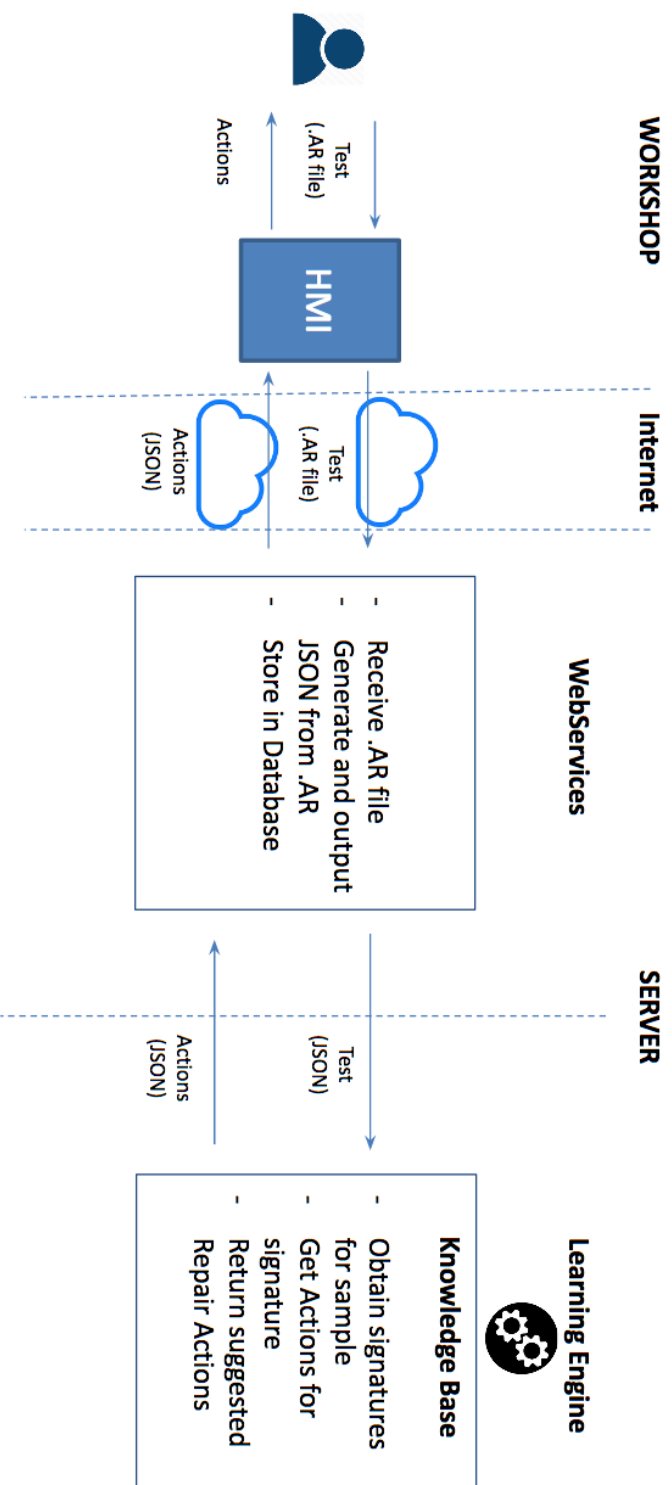 WORKSHOP
Internet
SERVER
WebServices
Learning Engine
Test
(.AR file)
Actions
HMI
Test
(.AR file)
Actions
(JSON)
- Receive .AR file
- Generate and output
JSON from .AR
- Store in Database
Test
(JSON)
Actions
(JSON)
Knowledge Base
- Obtain signatures
for sample
- Get Actions for
signature
- Return suggested
Repair Actions